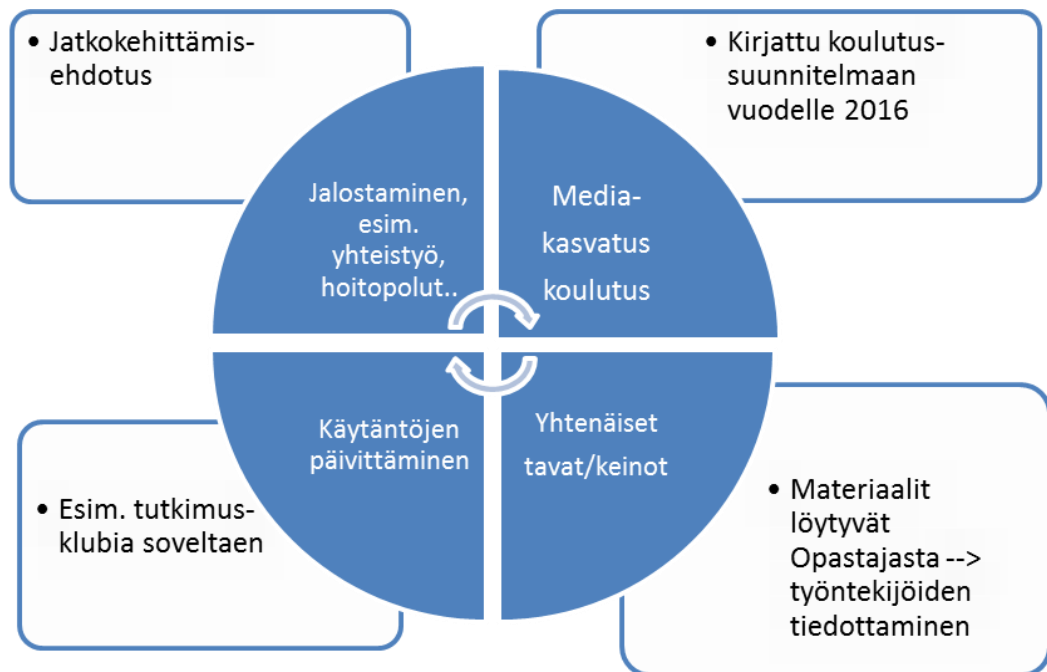 • Jatkokehittämis-
ehdotus
• Kirjattu koulutus-
suunnitelmaan
vuodelle 2016
Jalostaminen,
esim.
yhteistyö,
hoitopolut..
Media-
kasvatus
koulutus
Käytäntöjen
päivittäminen
Yhtenäiset
tavat/keinot
• Esim. tutkimus-
klubia soveltaen
• Materiaalit
löytyvät
Opastajasta -->
työntekijöiden
tiedottaminen